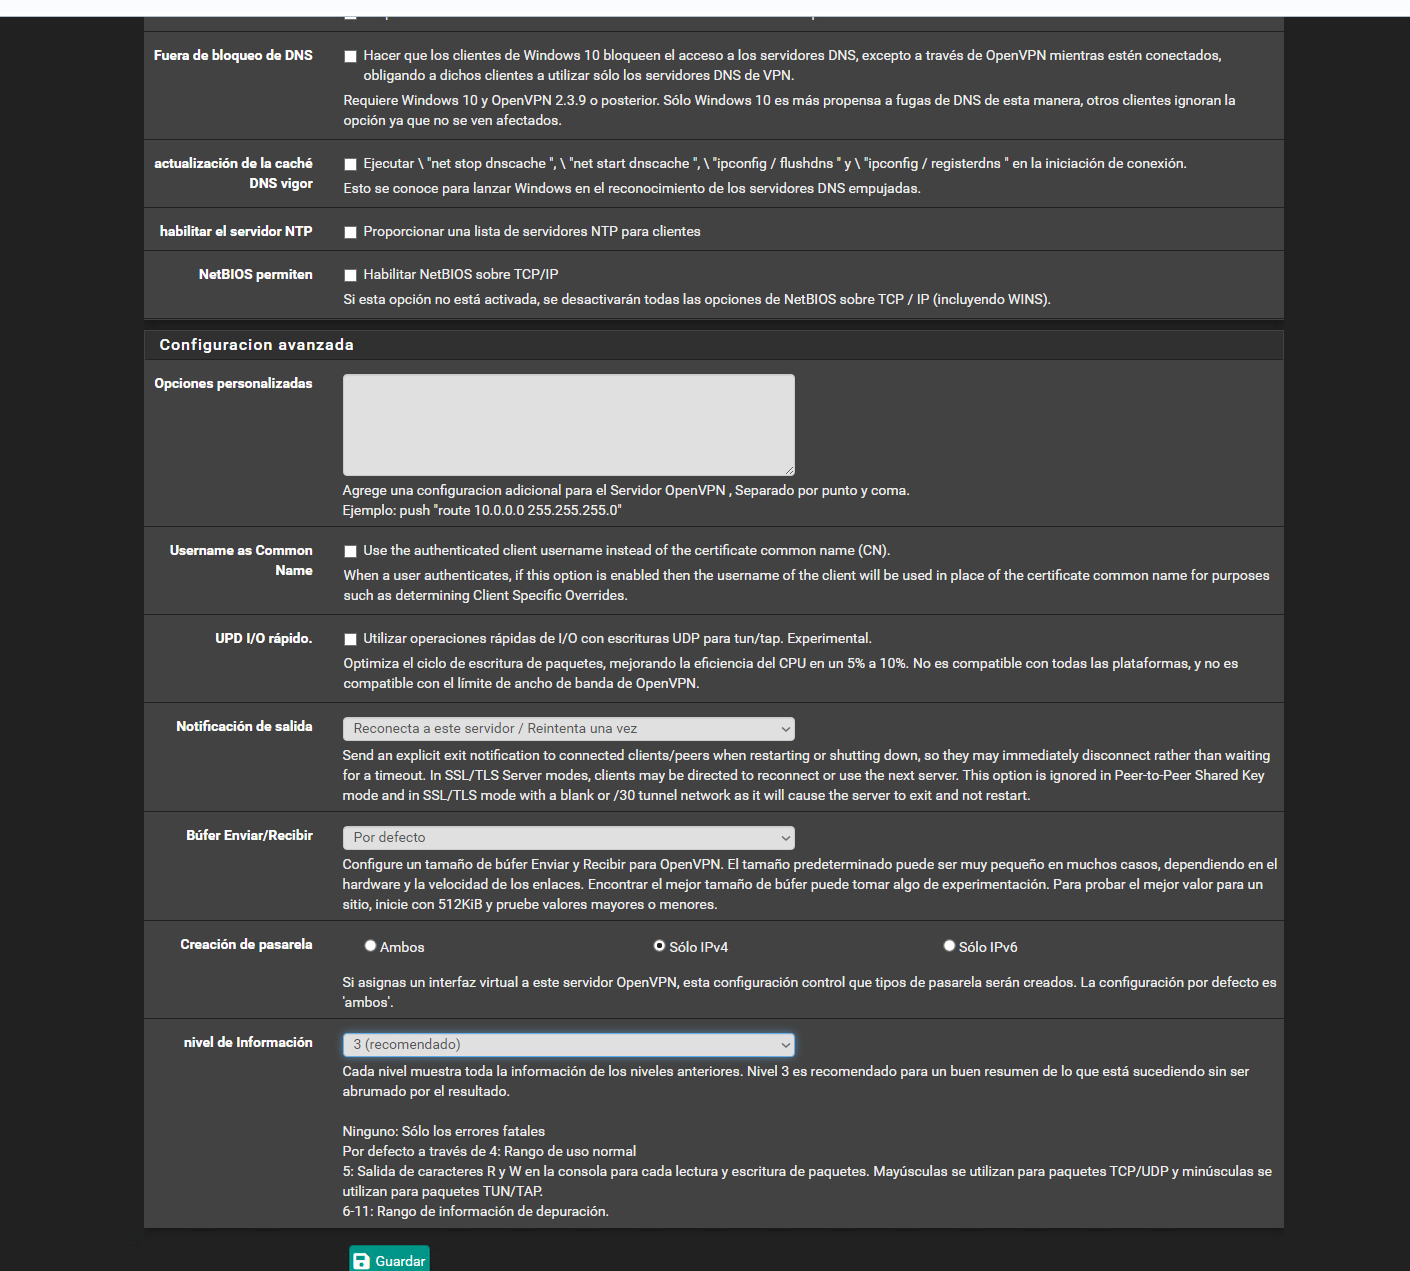 Fuera de bloqueo de DNS
Hacer que los clientes de Windows 10 bloqueen el acceso a los servidores DNS, excepto a través de OpenVPN mientras estén conectados,
obligando a dichos clientes a utilizar sólo los servidores DNS de VPN.
Requiere Windows 10 y OpenVPN 2.3.9 o posterior. Sólo Windows 10 es más propensa a fugas de DNS de esta manera, otros clientes ignoran la
opción ya que no se ven afectados.
actualización de la caché
DNS vigor
Ejecutar \ "net stop dnscache ", \ "net start dnscache ", \ "ipconfig / flushdns " y \ "ipconfig / registerdns " en la iniciación de conexión.
Esto se conoce para lanzar Windows en el reconocimiento de los servidores DNS empujadas.
habilitar el servidor NTP
Proporcionar una lista de servidores NTP para clientes
NetBIOS permiten
Habilitar NetBIOS sobre TCP/IP
Si esta opción no está activada, se desactivarán todas las opciones de NetBIOS sobre TCP / IP (incluyendo WINS).
Configuracion avanzada
Opciones personalizadas
Agrege una configuracion adicional para el Servidor OpenVPN , Separado por punto y coma.
Ejemplo: push "route 10.0.0.0 255.255.255.0"
Username as Common
Name
Use the authenticated client username instead of the certificate common name (CN).
When a user authenticates, if this option is enabled then the username of the client will be used in place of the certificate common name for purposes
such as determining Client Specific Overrides.
UPD I/O rápido.
Utilizar operaciones rápidas de I/O con escrituras UDP para tun/tap. Experimental.
Optimiza el ciclo de escritura de paquetes, mejorando la eficiencia del CPU en un 5% a 10%. No es compatible con todas las plataformas, y no es
compatible con el límite de ancho de banda de OpenVPN.
Notificación de salida
Reconecta a este servidor / Reintenta una vez
Send an explicit exit notification to connected clients/peers when restarting or shutting down, so they may immediately disconnect rather than waiting
for a timeout. In SSL/TLS Server modes, clients may be directed to reconnect or use the next server. This option is ignored in Peer-to-Peer Shared Key
mode and in SSL/TLS mode with a blank or /30 tunnel network as it will cause the server to exit and not restart.
Búfer Enviar/Recibir
Por defecto
Configure un tamaño de búfer Enviar y Recibir para OpenVPN. El tamaño predeterminado puede ser muy pequeño en muchos casos, dependiendo en el
hardware y la velocidad de los enlaces. Encontrar el mejor tamaño de búfer puede tomar algo de experimentación. Para probar el mejor valor para un
sitio, inicie con 512KiB y pruebe valores mayores o menores.
Creación de pasarela
Ambos
Sólo IPv4
Sólo IPv6
Si asignas un interfaz virtual a este servidor OpenVPN, esta configuración control que tipos de pasarela serán creados. La configuración por defecto es
'ambos'.
nivel de Información
3 (recomendado)
Cada nivel muestra toda la información de los niveles anteriores. Nivel 3 es recomendado para un buen resumen de lo que está sucediendo sin ser
abrumado por el resultado.
Ninguno: Sólo los errores fatales
Por defecto a través de 4: Rango de uso normal
5: Salida de caracteres R y W en la consola para cada lectura y escritura de paquetes. Mayúsculas se utilizan para paquetes TCP/UDP y minúsculas se
utilizan para paquetes TUN/TAP.
6-11: Rango de información de depuración.
Guardar